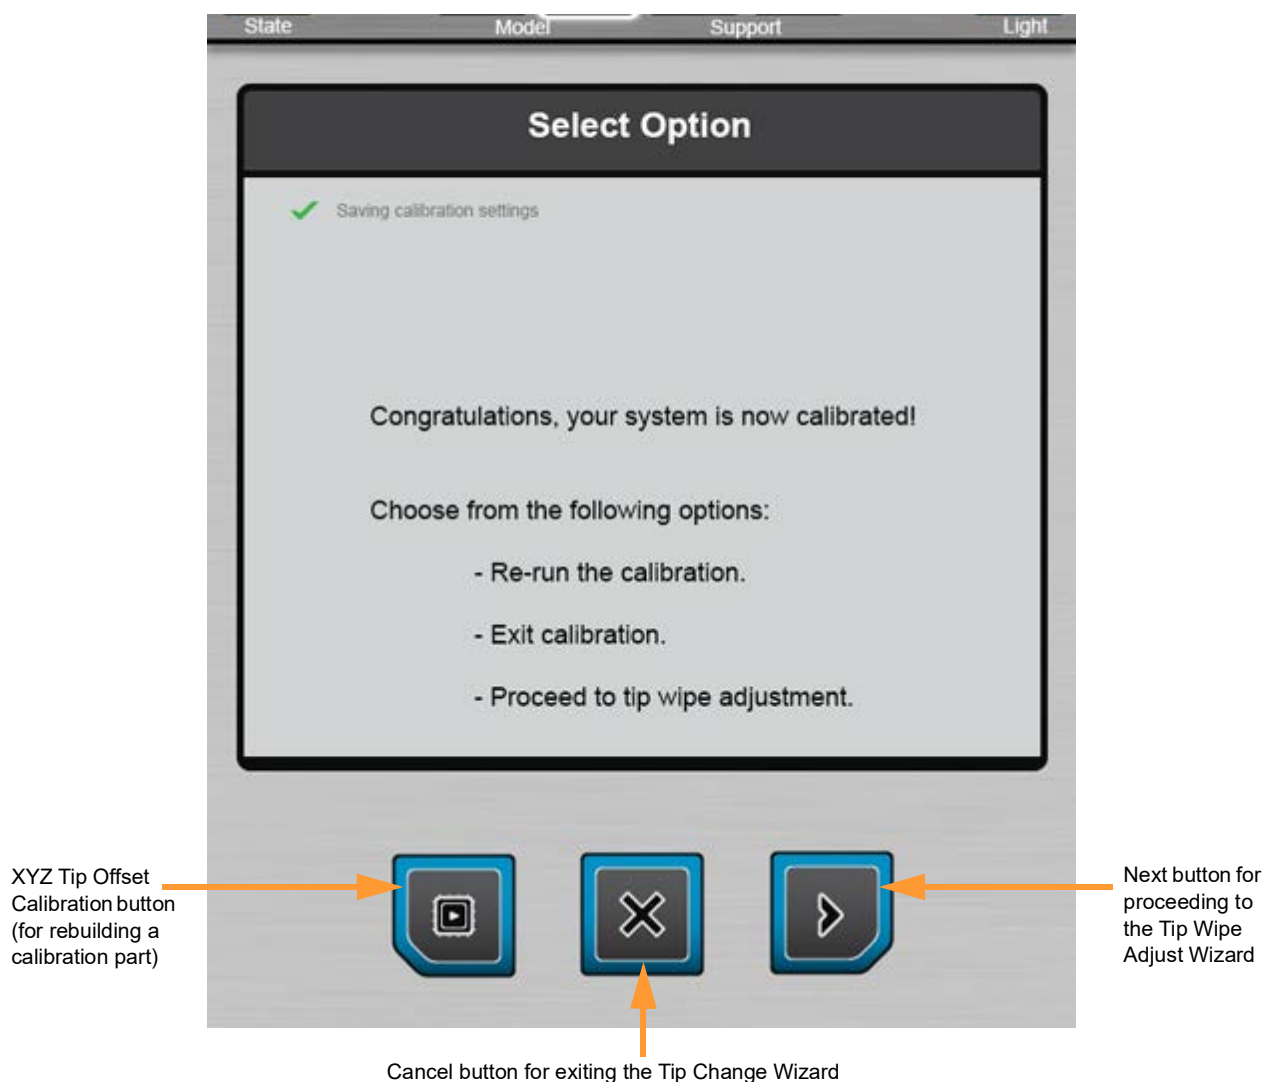 State Model Support Light
Select Option
Saving calibration settings
Congratulations, your system is now calibrated!
Choose from the following options:
- Re-run the calibration.
- Exit calibration.
- Proceed to tip wipe adjustment.
XYZ Tip Offset
Calibration button
(for rebuilding a
calibration part)
Next button for
proceeding to
the Tip Wipe
Adjust Wizard
Cancel button for exiting the Tip Change Wizard